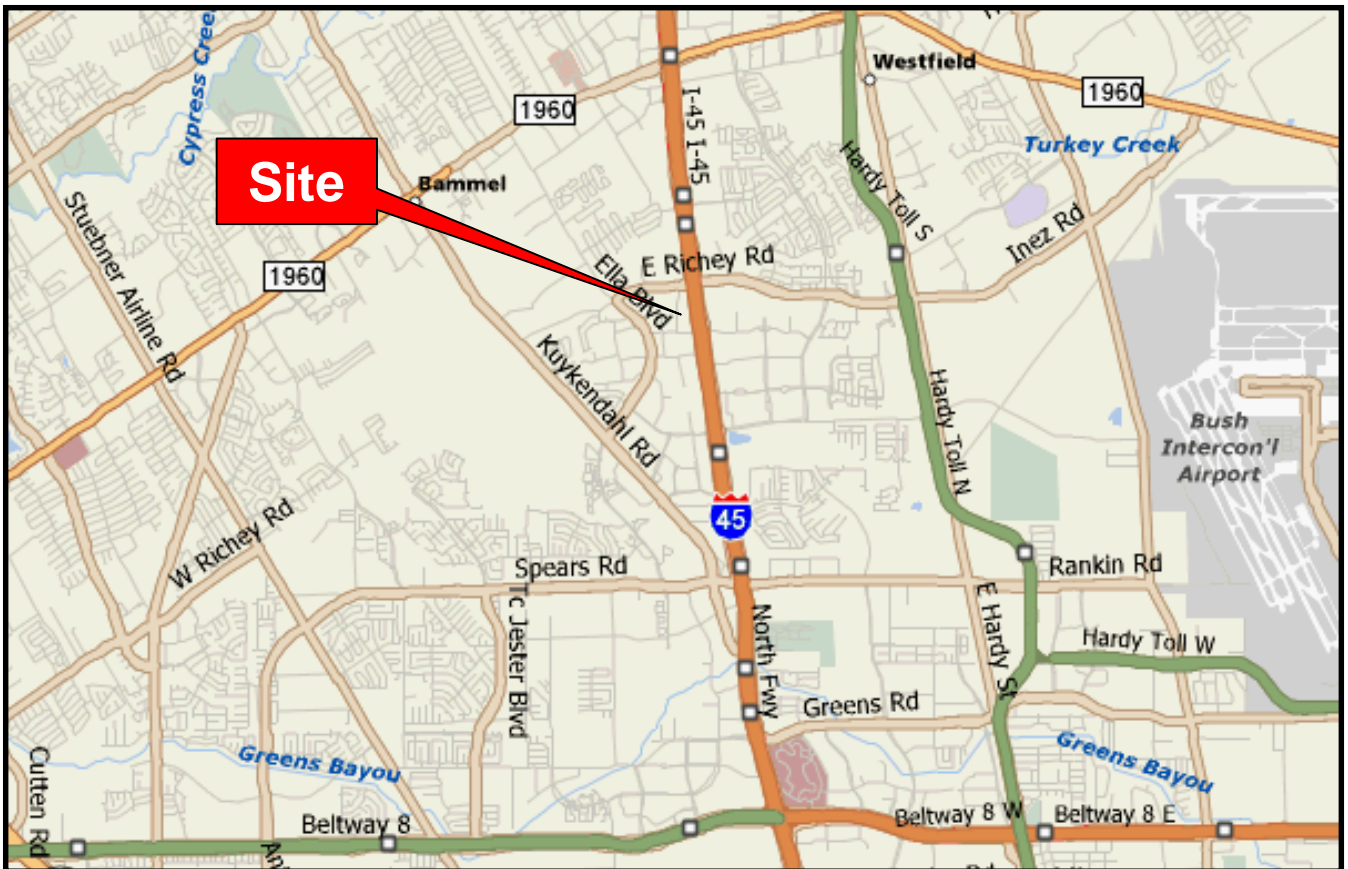 Cypress Cree
Westfield
1960
1960
I-45 I-45
Turkey Creek
Site
Bammel
Hardy Toll S
Stuebner Airline Rd
Inez Rd
E Richey Rd
1960
Ella Blvd
Kuykendahl Rd
Hardy Toll N
Bush
Intercon'l
Airport
45
W Richey Rd
Spears Rd
Rankin Rd
Tc Jester Blvd
North Fwy
E Hardy St
Hardy Toll W
Greens Rd
Greens Bayou
Greens Bayou
Cutten Rd
Beltway 8
Beltway 8 W
Beltway 8 E